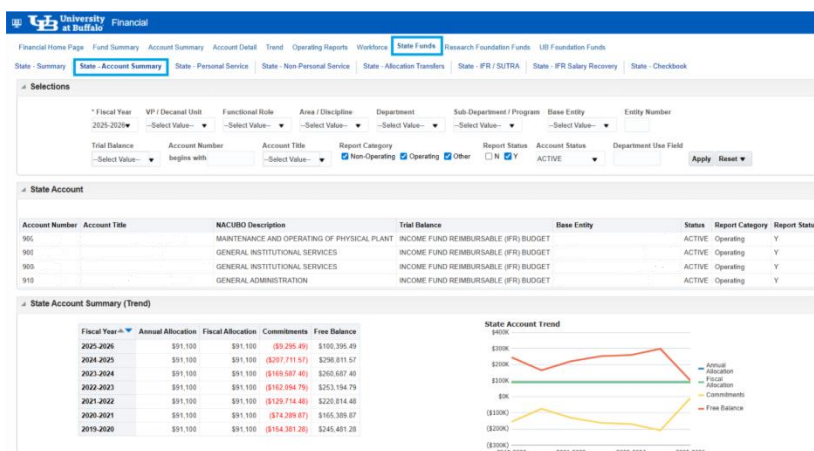 University at Buffalo Financial
Financial Home Page Fund Summary Account Summary Account Detail Trend Operating Reports Workforce State Funds Research Foundation Funds UB Foundation Funds
State - Summary State - Account Summary State - Personal Service State - Non-Personal Service State - Allocation Transfers State - IFR / SUTRA State - IFR Salary Recovery State - Checkbook
Selections
* Fiscal Year VP / Decanal Unit Functional Role Area / Discipline Department Sub-Department / Program Base Entity Entity Number
2025-2026 --Select Value-- --Select Value-- --Select Value-- --Select Value-- --Select Value-- --Select Value--
Trial Balance Account Number Account Title Report Category Report Status Account Status Department Use Field
--Select Value-- begins with --Select Value-- Non-Operating Operating Other N Y ACTIVE Apply Reset
State Account
Account Number Account Title NACUBO Description Trial Balance Base Entity Status Report Category Report Statu
MAINTENANCE AND OPERATING OF PHYSICAL PLANT INCOME FUND REIMBURSABLE (IFR) BUDGET ACTIVE Operating Y
900 GENERAL INSTITUTIONAL SERVICES INCOME FUND REIMBURSABLE (IFR) BUDGET ACTIVE Operating Y
GENERAL INSTITUTIONAL SERVICES INCOME FUND REIMBURSABLE (IFR) BUDGET ACTIVE Operating Y
910 GENERAL ADMINISTRATION INCOME FUND REIMBURSABLE (IFR) BUDGET ACTIVE Operating Y
State Account Summary (Trend)
Fiscal Year Annual Allocation Fiscal Allocation Commitments Free Balance
2025-2026 $91,100 $91,100 ($9,295.49) $100,395.49
2024-2025 $91,100 $91,100 ($207,711.57) $298,811.57
2023-2024 $91,100 $91,100 ($169,587.40) $260,687.40
2022-2023 $91,100 $91,100 ($162,094.79) $253,194.79
2021-2022 $91,100 $91,100 ($129,714.48) $220,814.48
2020-2021 $91,100 $91,100 ($74,289.87) $165,389.87
2019-2020 $91,100 $91,100 ($154,381.28) $245,481.28
State Account Trend
$400K
$300K
$200K
$100K
$0K
($100K)
($200K)
($300K)
Annual Allocation
Fiscal Allocation
Commitments
Free Balance